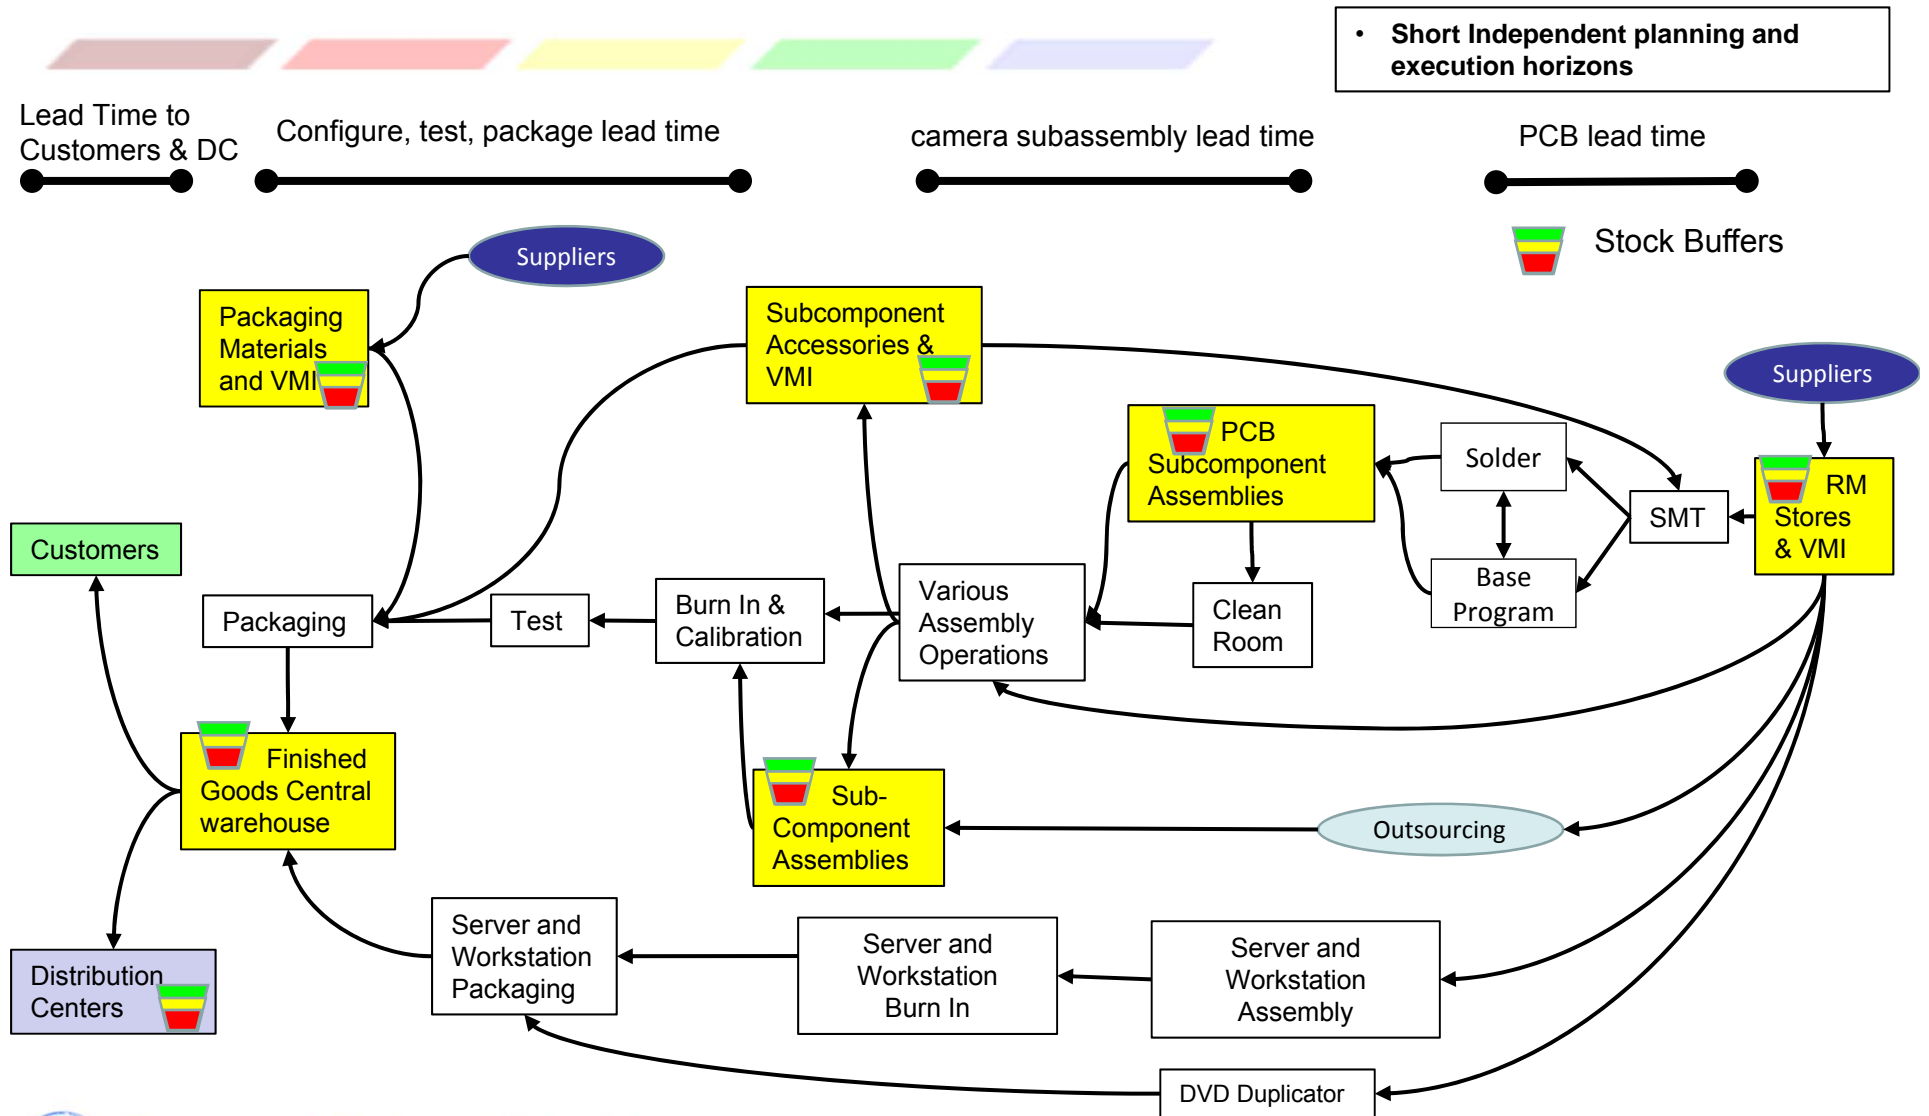 • Short Independent planning and
execution horizons
Lead Time to
Customers & DC
Configure, test, package lead time
camera subassembly lead time
PCB lead time
Stock Buffers
Suppliers
Packaging
Materials
and VMI
Subcomponent
Accessories &
VMI
Suppliers
PCB
Subcomponent
Assemblies
Solder
SMT
RM
Stores
& VMI
Base
Program
Customers
Packaging
Test
Burn In &
Calibration
Various
Assembly
Operations
Clean
Room
Finished
Goods Central
warehouse
Sub-
Component
Assemblies
Outsourcing
Distribution
Centers
Server and
Workstation
Packaging
Server and
Workstation
Burn In
Server and
Workstation
Assembly
DVD Duplicator